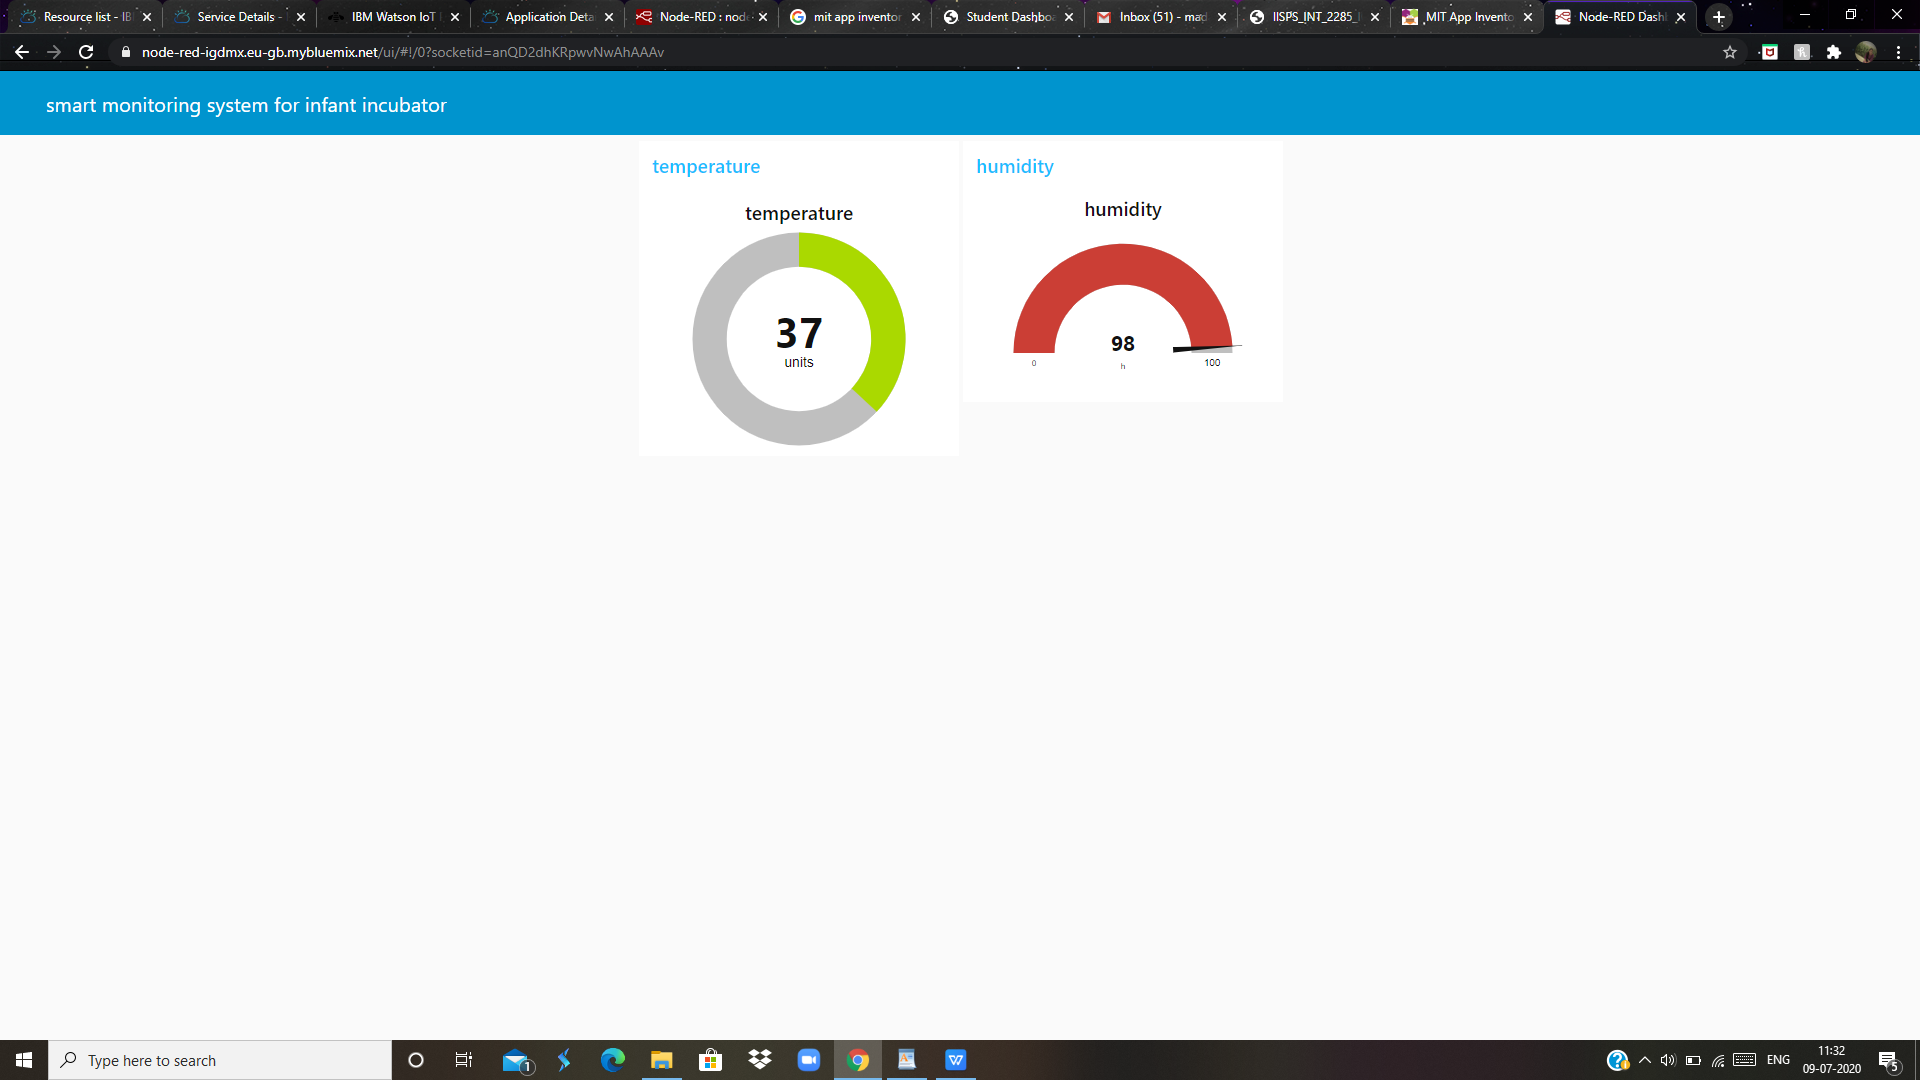 Resource list - IB
Service Details -
IBM Watson IoT
Application Deta
Node-RED : nod
mit app inventor
Student Dashboa
Inbox (51) - mad
IISPS_INT_2285_
MIT App Invento
Node-RED Dash
node-red-igdmx.eu-gb.mybluemix.net/ui/#!/0?socketid=anQD2dhKRpwvNwAhAAAv
smart monitoring system for infant incubator
temperature
temperature
37
units
humidity
humidity
98
h
0
100
Type here to search
1
ENG
11:32
09-07-2020
5